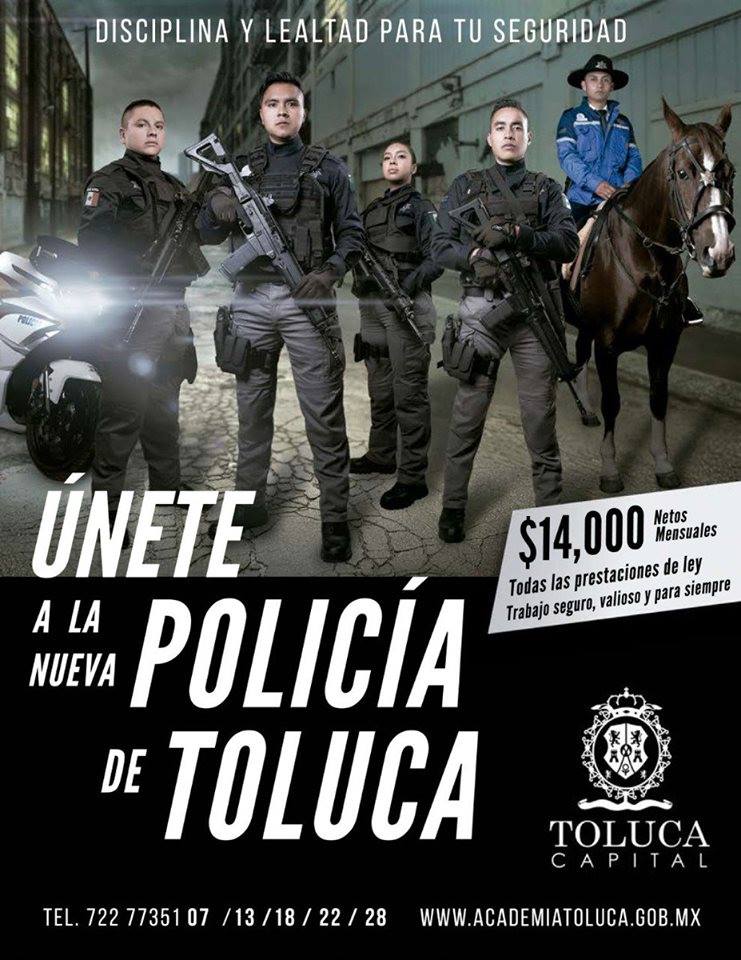 DISCIPLINA Y LEALTAD PARA TU SEGURIDAD
ÚNETE
A LA
NUEVA
POLICÍA
DE
TOLUCA
$14,000
Netos
Mensuales
Todas las prestaciones de ley
Trabajo seguro, valioso y para siempre
TOLUCA
CAPITAL
TEL. 722 77351 07 /13 /18 / 22 / 28
WWW.ACADEMIATOLUCA.GOB.MX